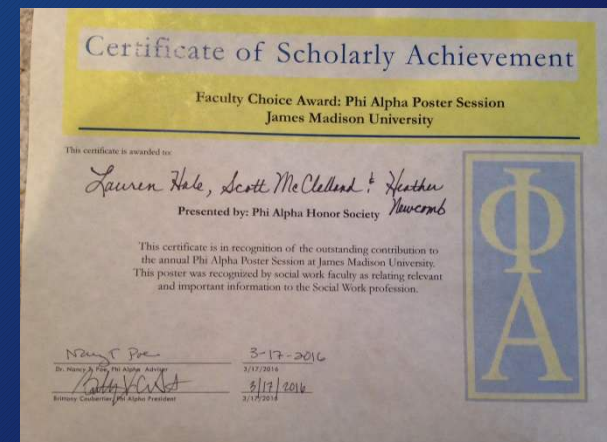 Certificate of Scholarly Achievement
Faculty Choice Award: Phi Alpha Poster Session
James Madison University
This certificate is awarded to:
Lauren Hale, Scott McClelland & Heather
Newcomb
Presented by: Phi Alpha Honor Society
This certificate is in recognition of the outstanding contribution to
the annual Phi Alpha Poster Session at James Madison University.
This poster was recognized by social work faculty as relating relevant
and important information to the Social Work profession.
ΦA
Nancy T Poe 3-17-2016
Dr. Nancy Poe, Phi Alpha Advisor 3/17/2016
3/17/2016
Brittany Phi Alpha President 3/17/2016